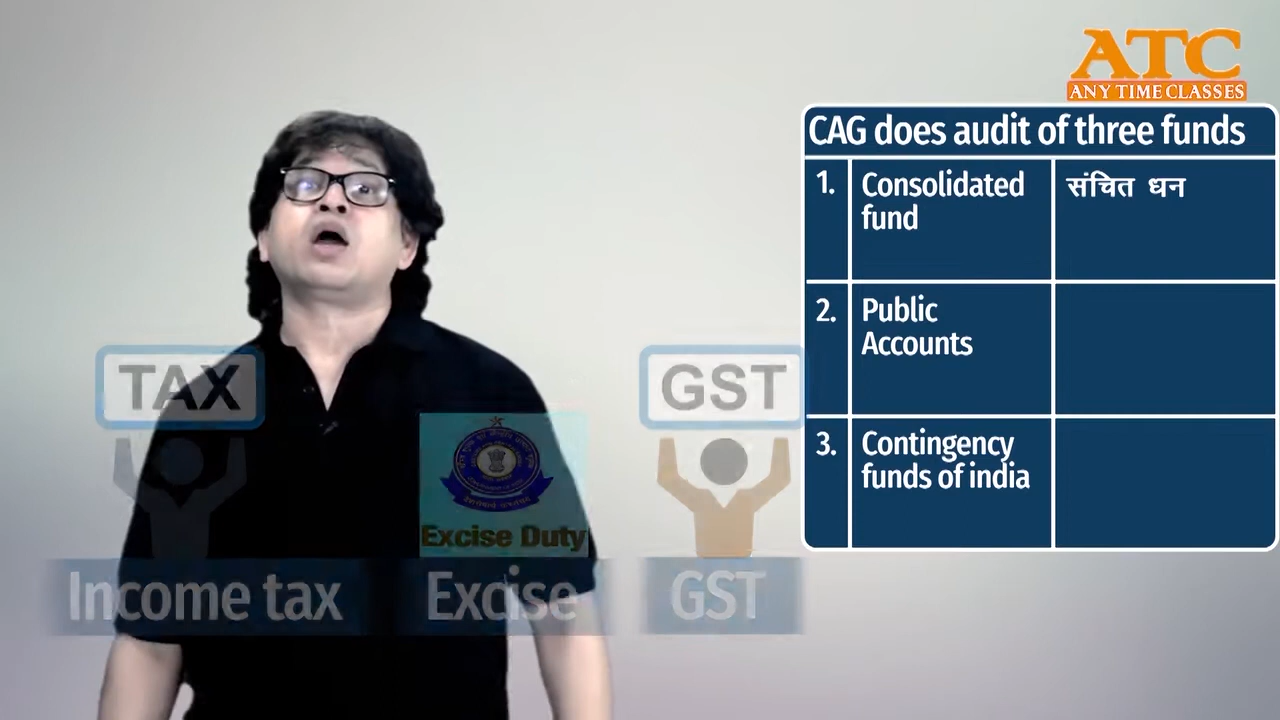 ATC
ANY TIME CLASSES
CAG does audit of three funds
1.
Consolidated
fund
संचित धन
2.
Public
Accounts
3.
Contingency
funds of india
TAX
GST
Excise Duty
Income tax
Excise
GST